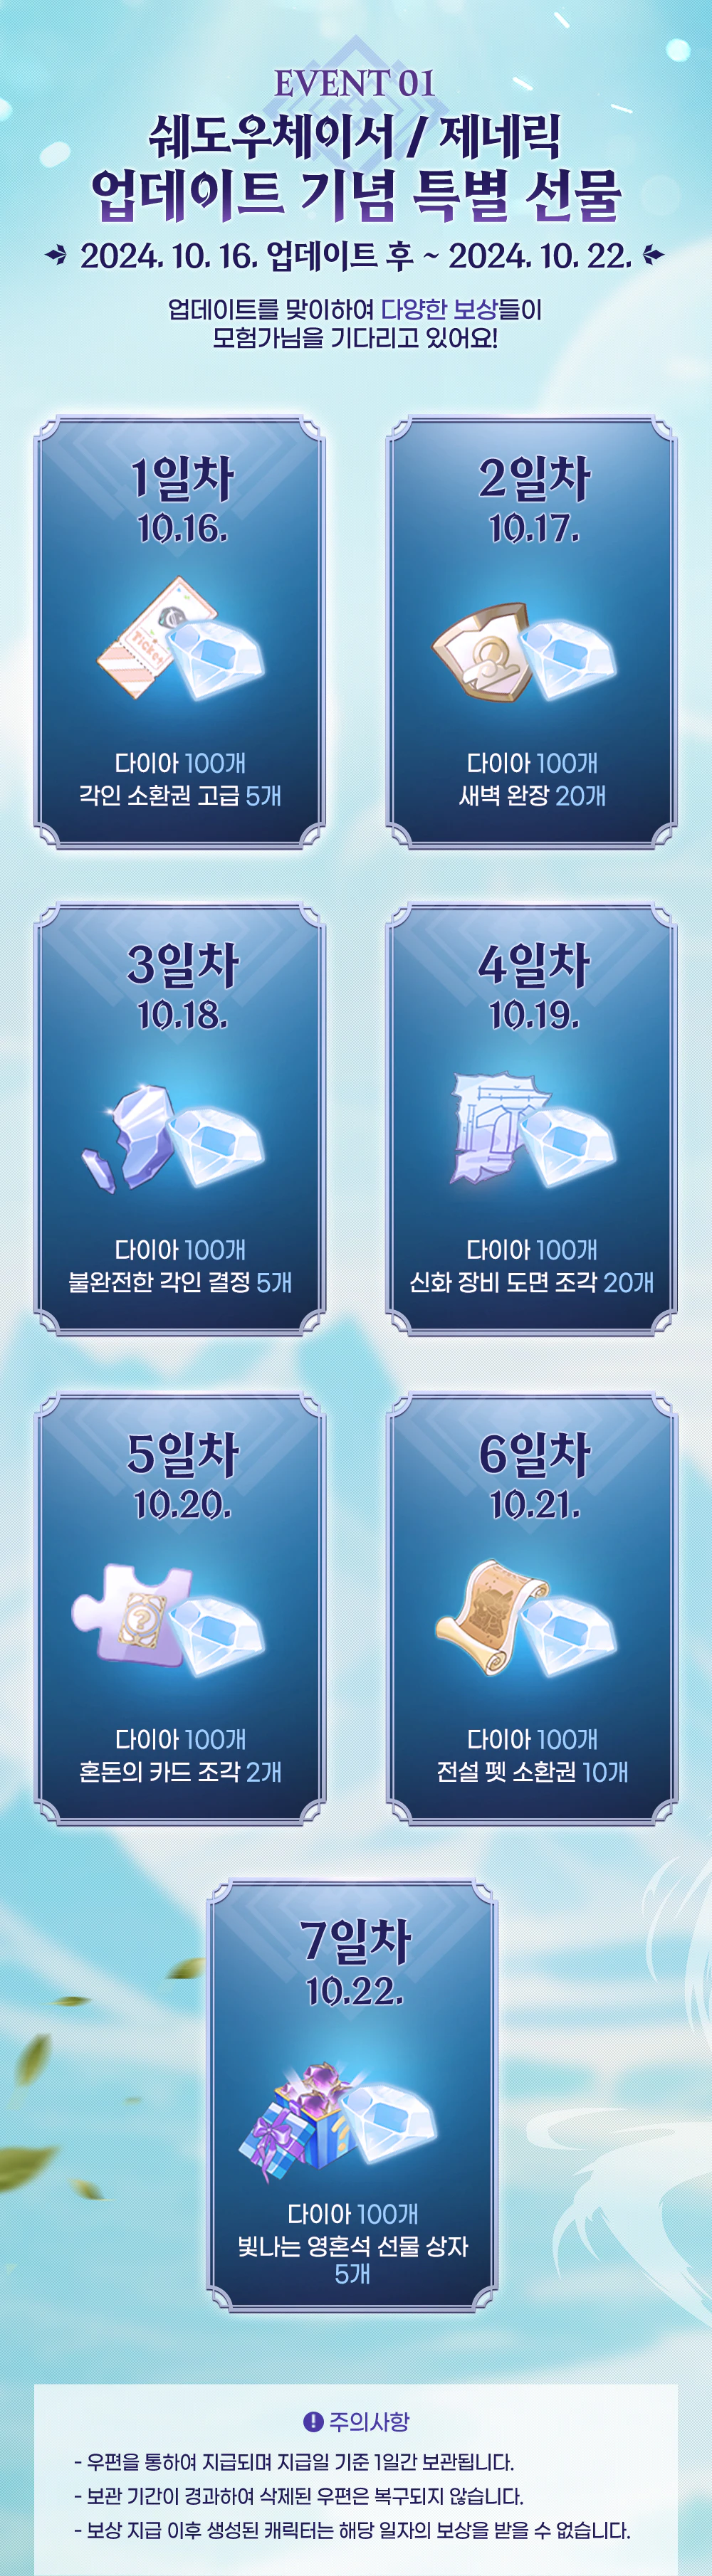 EVENT 01
쉐도우체이서 / 제네릭
업데이트 기념 특별 선물
2024. 10. 16. 업데이트 후 ~ 2024. 10. 22.
업데이트를 맞이하여 다양한 보상들이
모험가님을 기다리고 있어요!
1일차
10.16.
Ticket
다이아 100개
각인 소환권 고급 5개
2일차
10.17.
다이아 100개
새벽 완장 20개
3일차
10.18.
다이아 100개
불완전한 각인 결정 5개
4일차
10.19.
다이아 100개
신화 장비 도면 조각 20개
5일차
10.20.
?
다이아 100개
혼돈의 카드 조각 2개
6일차
10.21.
다이아 100개
전설 펫 소환권 10개
7일차
10.22.
다이아 100개
빛나는 영혼석 선물 상자
5개
! 주의사항
- 우편을 통하여 지급되며 지급일 기준 1일간 보관됩니다.
- 보관 기간이 경과하여 삭제된 우편은 복구되지 않습니다.
- 보상 지급 이후 생성된 캐릭터는 해당 일자의 보상을 받을 수 없습니다.